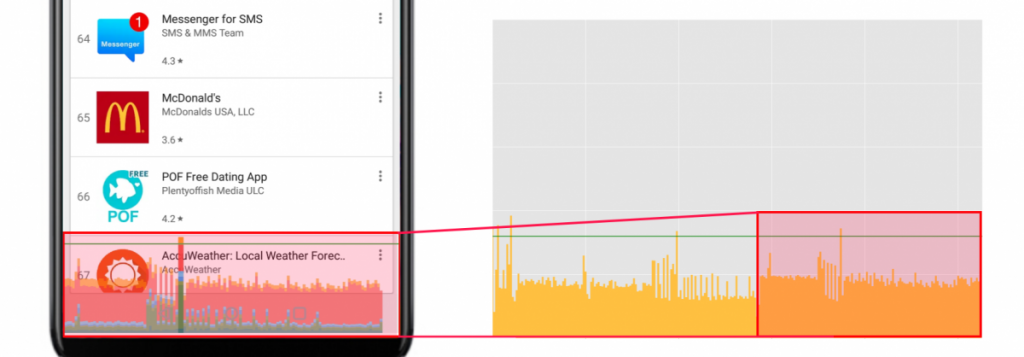 64
1
Messenger
Messenger for SMS
SMS & MMS Team
4.3 ★
65
McDonald's
McDonalds USA, LLC
3.6 ★
66
FREE
POF
POF Free Dating App
Plentyoffish Media ULC
4.2 ★
67
AccuWeather: Local Weather Forec..
AccuWeather